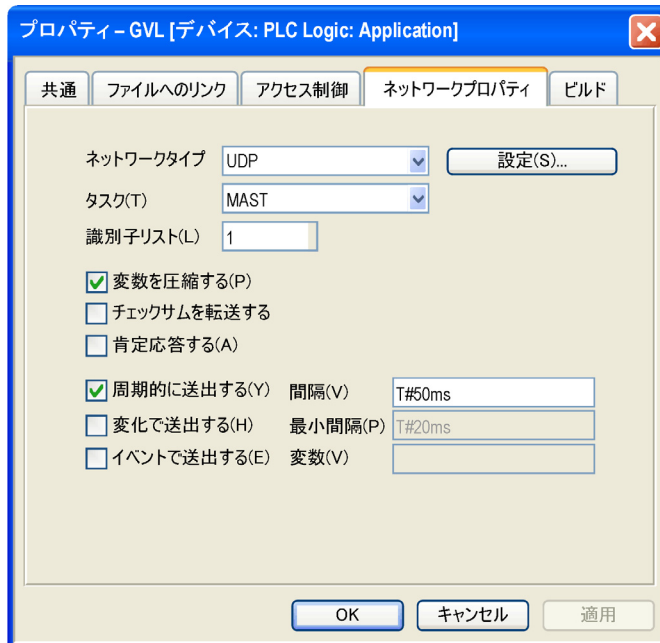 プロパティ– GVL [デバイス: PLC Logic: Application]
共通 ファイルへのリンク アクセス制御 ネットワークプロパティ ビルド
ネットワークタイプ UDP 設定(S)...
タスク(T) MAST
識別子リスト(L) 1
変数を圧縮する(P)
チェックサムを転送する
肯定応答する(A)
周期的に送出する(Y) 間隔(V) T#50ms
変化で送出する(H) 最小間隔(P) T#20ms
イベントで送出する(E) 変数(V)
OK キャンセル 適用